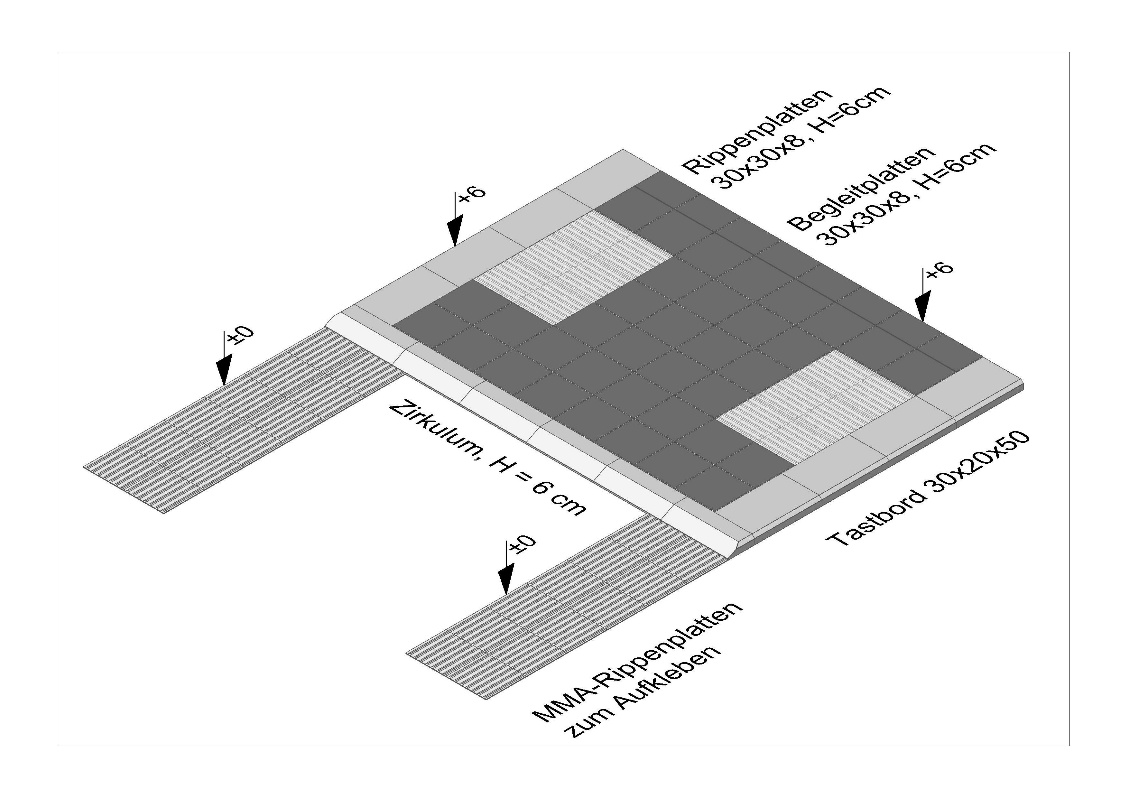 Rippenplatten
30x30x8, H=6cm
Begleitplatten
30x30x8, H=6cm
+6
+6
±0
Zirkulum, H = 6 cm
Tastbord 30x20x50
±0
MMA-Rippenplatten
zum Aufkleben